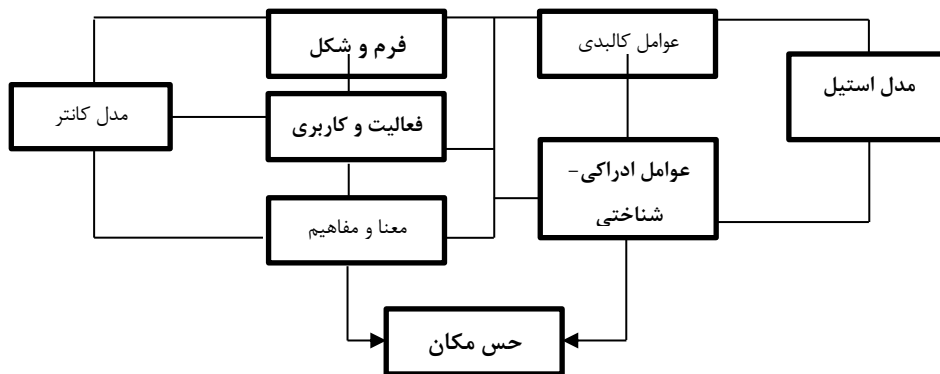 فرم و شکل
عوامل کالبدی
مدل استیل
مدل کانتر
فعالیت و کاربری
عوامل ادراکی-
شناختی
معنا و مفاهیم
حس مکان